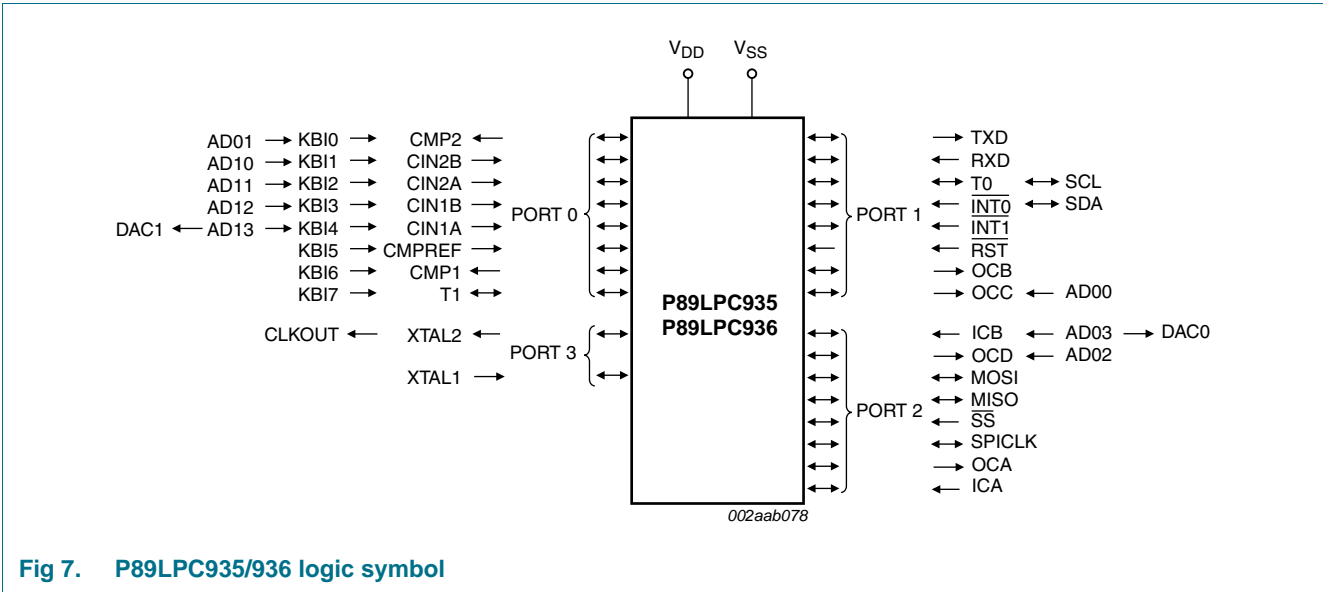 VDD VSS
AD01 KBI0 CMP2 TXD
AD10 KBI1 CIN2B RXD
AD11 KBI2 CIN2A T0 SCL
AD12 KBI3 CIN1B PORT 0 PORT 1 INT0 SDA
DAC1 AD13 KBI4 CIN1A INT1
KBI5 CMPREF RST
KBI6 CMP1 OCB
KBI7 T1 OCC AD00
P89LPC935
P89LPC936
CLKOUT XTAL2 PORT 3 ICB AD03 DAC0
OCD AD02
XTAL1 MOSI
MISO
PORT 2 SS
SPICLK
OCA
ICA
002aab078
Fig 7. P89LPC935/936 logic symbol